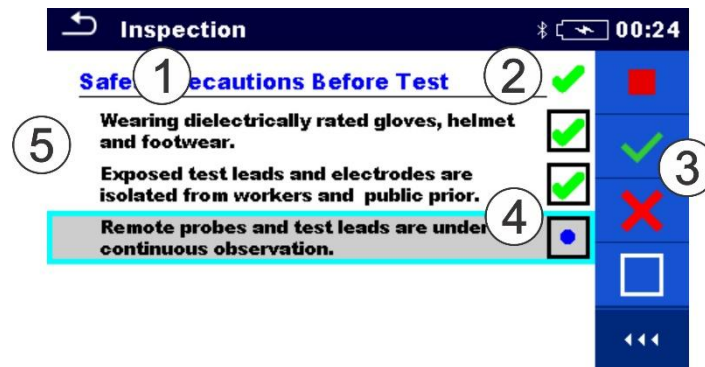 Inspection 00:24
Safe 1 ecautions Before Test 2
Wearing dielectrically rated gloves, helmet
and footwear.
5
3
Exposed test leads and electrodes are
isolated from workers and public prior.
4
Remote probes and test leads are under
continuous observation.